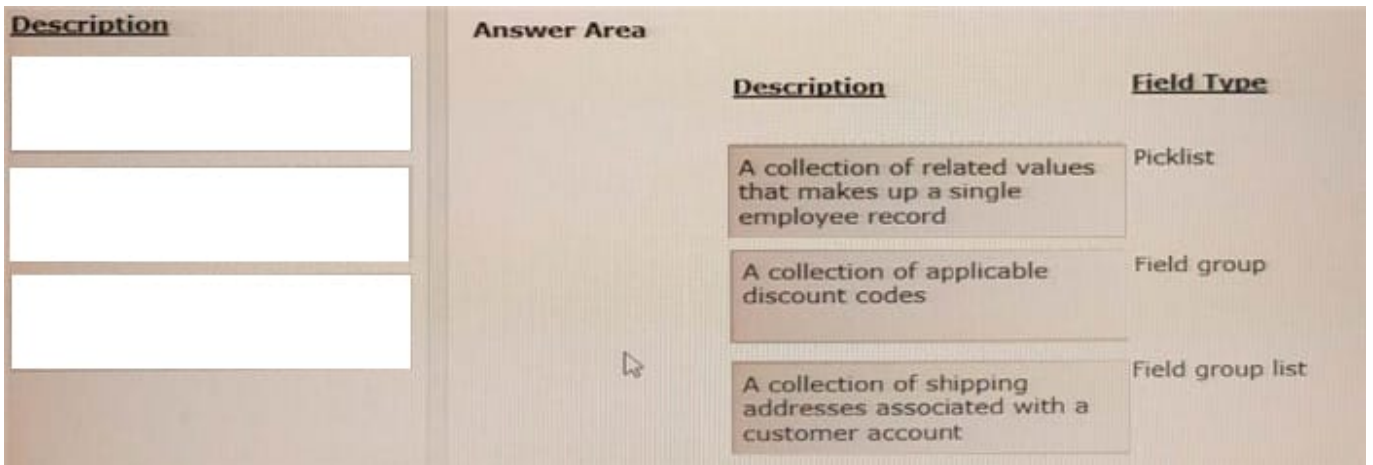 Description
Answer Area
Description
Field Type
A collection of related values
that makes up a single
employee record
Picklist
A collection of applicable
discount codes
Field group
A collection of shipping
addresses associated with a
customer account
Field group list